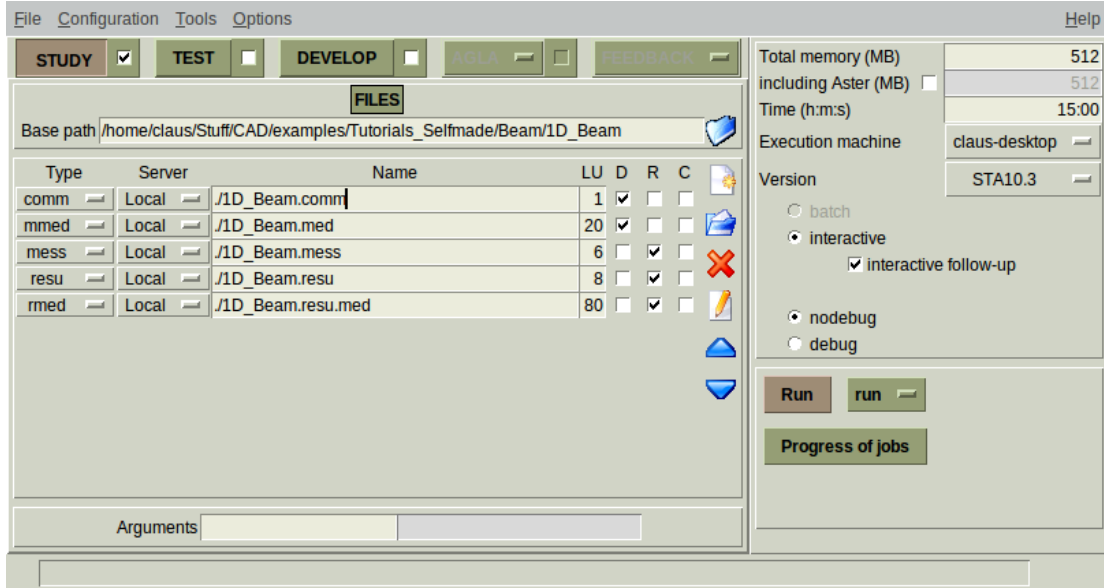 File Configuration Tools Options Help
STUDY TEST DEVELOP AGLA FEEDBACK
FILES
Base path /home/claus/Stuff/CAD/examples/Tutorials_Selfmade/Beam/1D_Beam
Type Server Name LU D R C
comm Local ./1D_Beam.comm 1
mmed Local ./1D_Beam.med 20
mess Local ./1D_Beam.mess 6
resu Local ./1D_Beam.resu 8
rmed Local ./1D_Beam.resu.med 80
Arguments
Total memory (MB) 512
including Aster (MB) 512
Time (h:m:s) 15:00
Execution machine claus-desktop
Version STA10.3
batch
interactive
interactive follow-up
nodebug
debug
Run run
Progress of jobs